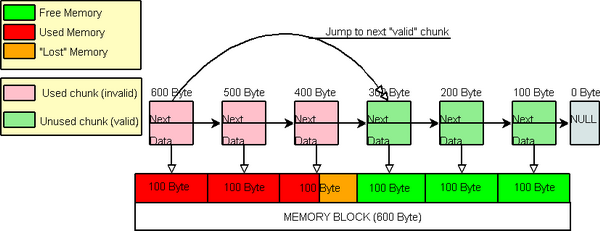 Free Memory
Used Memory
"Lost" Memory
Jump to next "valid" chunk
Used chunk (invalid)
Unused chunk (valid)
600 Byte 500 Byte 400 Byte 300 Byte 200 Byte 100 Byte 0 Byte
Next Next Next Next Next Next NULL
Data Data Data Data Data Data
100 Byte 100 Byte 100 Byte 100 Byte 100 Byte 100 Byte
MEMORY BLOCK (600 Byte)